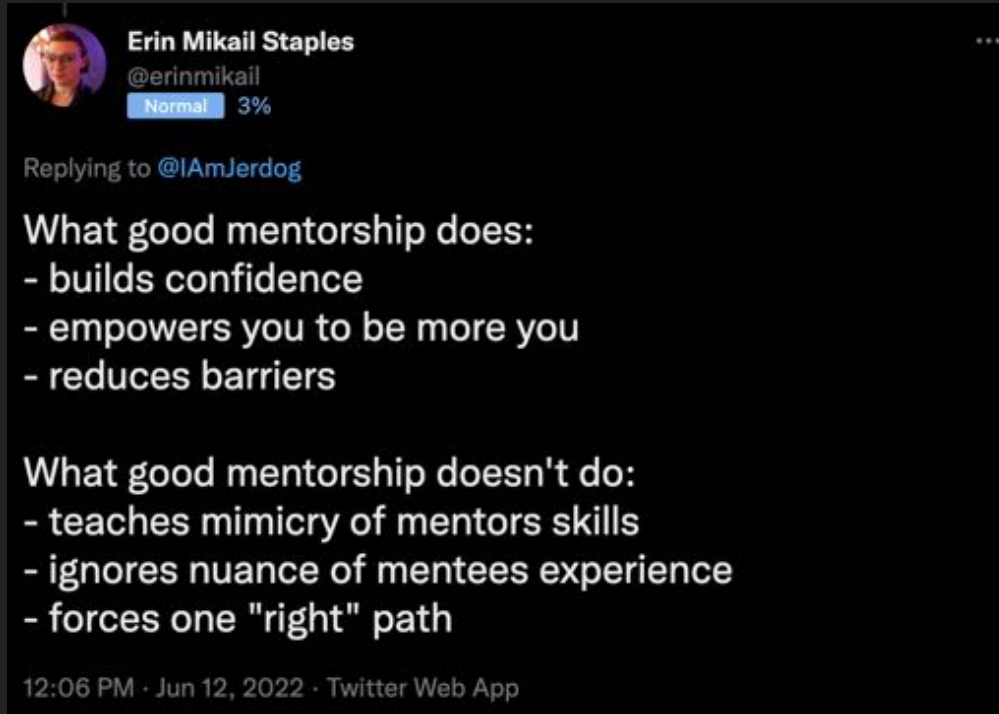 Erin Mikail Staples
@erinmikail
Normal 3%
Replying to @IAmJerdog
What good mentorship does:
- builds confidence
- empowers you to be more you
- reduces barriers
What good mentorship doesn't do:
- teaches mimicry of mentors skills
- ignores nuance of mentees experience
- forces one "right" path
12:06 PM · Jun 12, 2022 · Twitter Web App